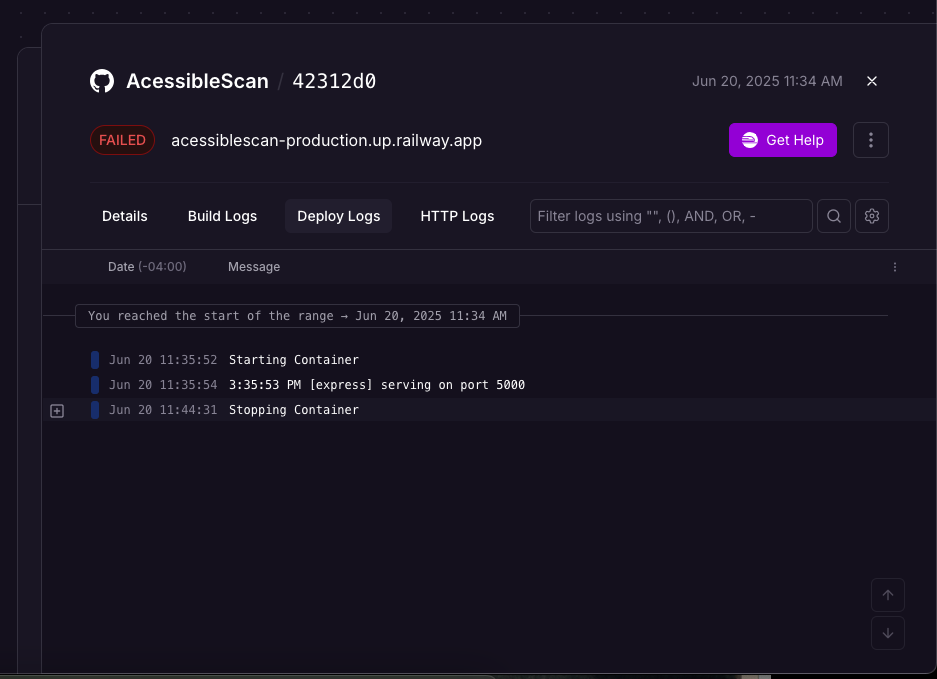 AcessibleScan / 42312d0 Jun 20, 2025 11:34 AM
FAILED acessiblescan-production.up.railway.app Get Help
Details Build Logs Deploy Logs HTTP Logs Filter logs using "", (), AND, OR, -
Date (-04:00) Message
You reached the start of the range → Jun 20, 2025 11:34 AM
Jun 20 11:35:52 Starting Container
Jun 20 11:35:54 3:35:53 PM [express] serving on port 5000
Jun 20 11:44:31 Stopping Container